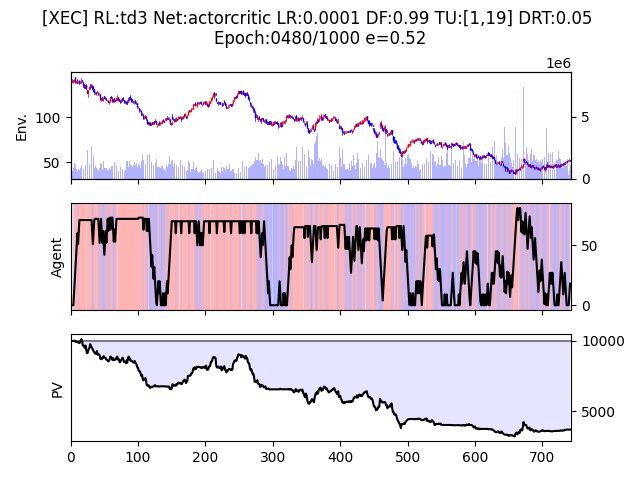 [XEC] RL:td3 Net:actorcritic LR:0.0001 DF:0.99 TU:[1,19] DRT:0.05
Epoch:0480/1000 e=0.52
1e6
Env.
100
50
5
0
Agent
50
0
PV
10000
5000
0 100 200 300 400 500 600 700